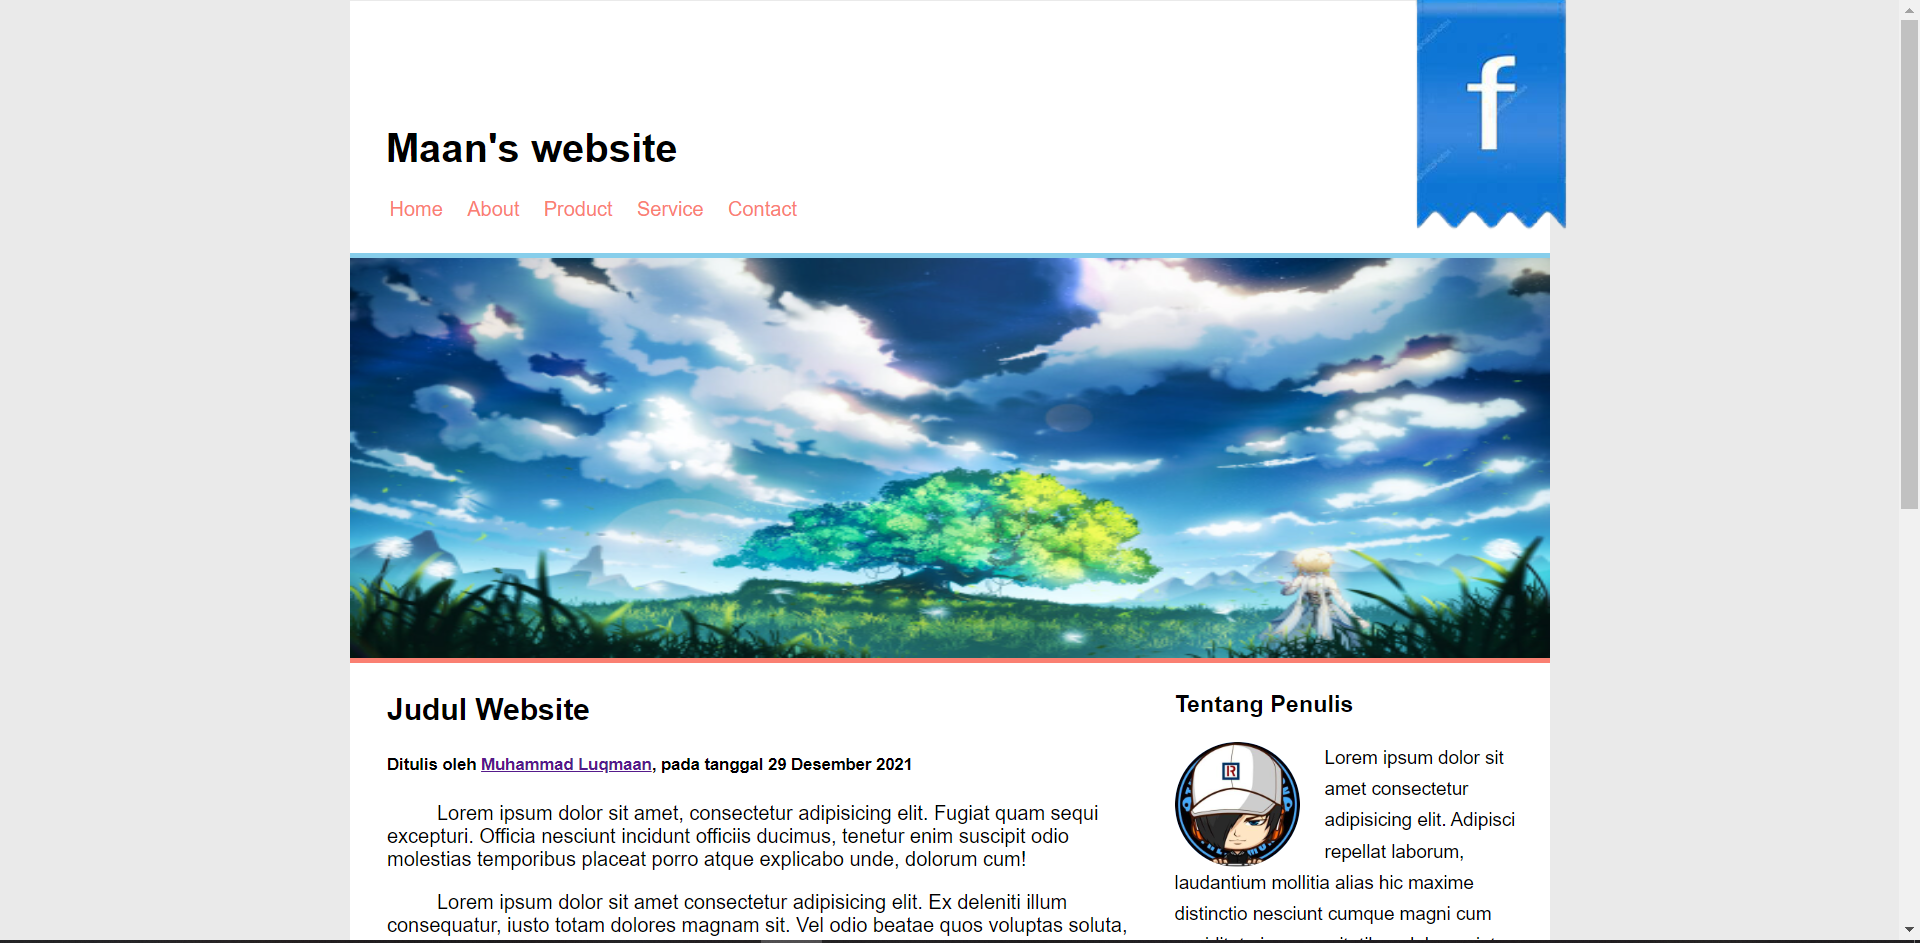 f
Maan's website
Home About Product Service Contact
Judul Website
Ditulis oleh Muhammad Luqmaan, pada tanggal 29 Desember 2021
Lorem ipsum dolor sit amet, consectetur adipisicing elit. Fugiat quam sequi
excepturi. Officia nesciunt incidunt officiis ducimus, tenetur enim suscipit odio
molestias temporibus placeat porro atque explicabo unde, dolorum cum!
Lorem ipsum dolor sit amet consectetur adipisicing elit. Ex deleniti illum
consequatur, iusto totam dolores magnam sit. Vel odio beatae quos voluptas soluta,
Tentang Penulis
Lorem ipsum dolor sit
amet consectetur
adipisicing elit. Adipisci
repellat laborum,
laudantium mollitia alias hic maxime
distinctio nesciunt cumque magni cum